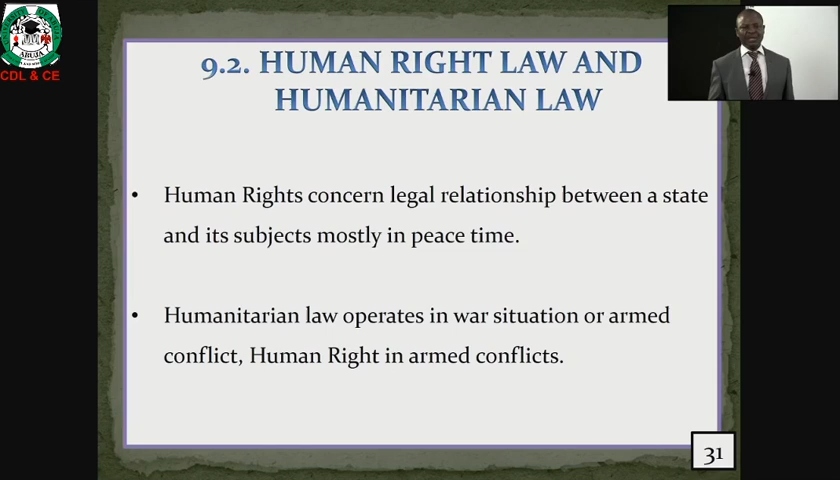 ABUJA
CDL & CE
9.2. HUMAN RIGHT LAW AND
HUMANITARIAN LAW
• Human Rights concern legal relationship between a state
and its subjects mostly in peace time.
• Humanitarian law operates in war situation or armed
conflict, Human Right in armed conflicts.
31